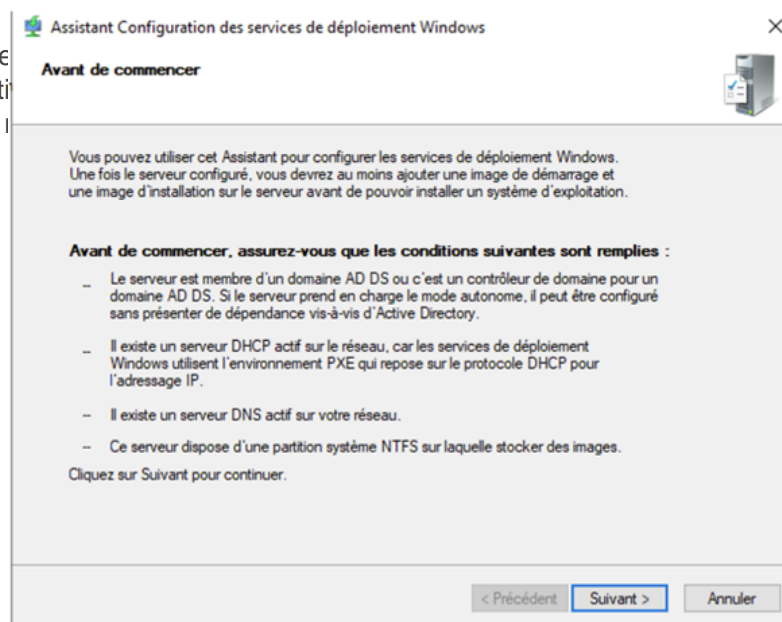 Assistant Configuration des services de déploiement Windows
Avant de commencer
Vous pouvez utiliser cet Assistant pour configurer les services de déploiement Windows.
Une fois le serveur configuré, vous devrez au moins ajouter une image de démarrage et
une image d'installation sur le serveur avant de pouvoir installer un système d'exploitation.
Avant de commencer, assurez-vous que les conditions suivantes sont remplies :
-- Le serveur est membre d'un domaine AD DS ou c'est un contrôleur de domaine pour un
domaine AD DS. Si le serveur prend en charge le mode autonome, il peut être configuré
sans présenter de dépendance vis-à-vis d'Active Directory.
-- Il existe un serveur DHCP actif sur le réseau, car les services de déploiement
Windows utilisent l'environnement PXE qui repose sur le protocole DHCP pour
l'adressage IP.
-- Il existe un serveur DNS actif sur votre réseau.
-- Ce serveur dispose d'une partition système NTFS sur laquelle stocker des images.
Cliquez sur Suivant pour continuer.
< Précédent Suivant > Annuler